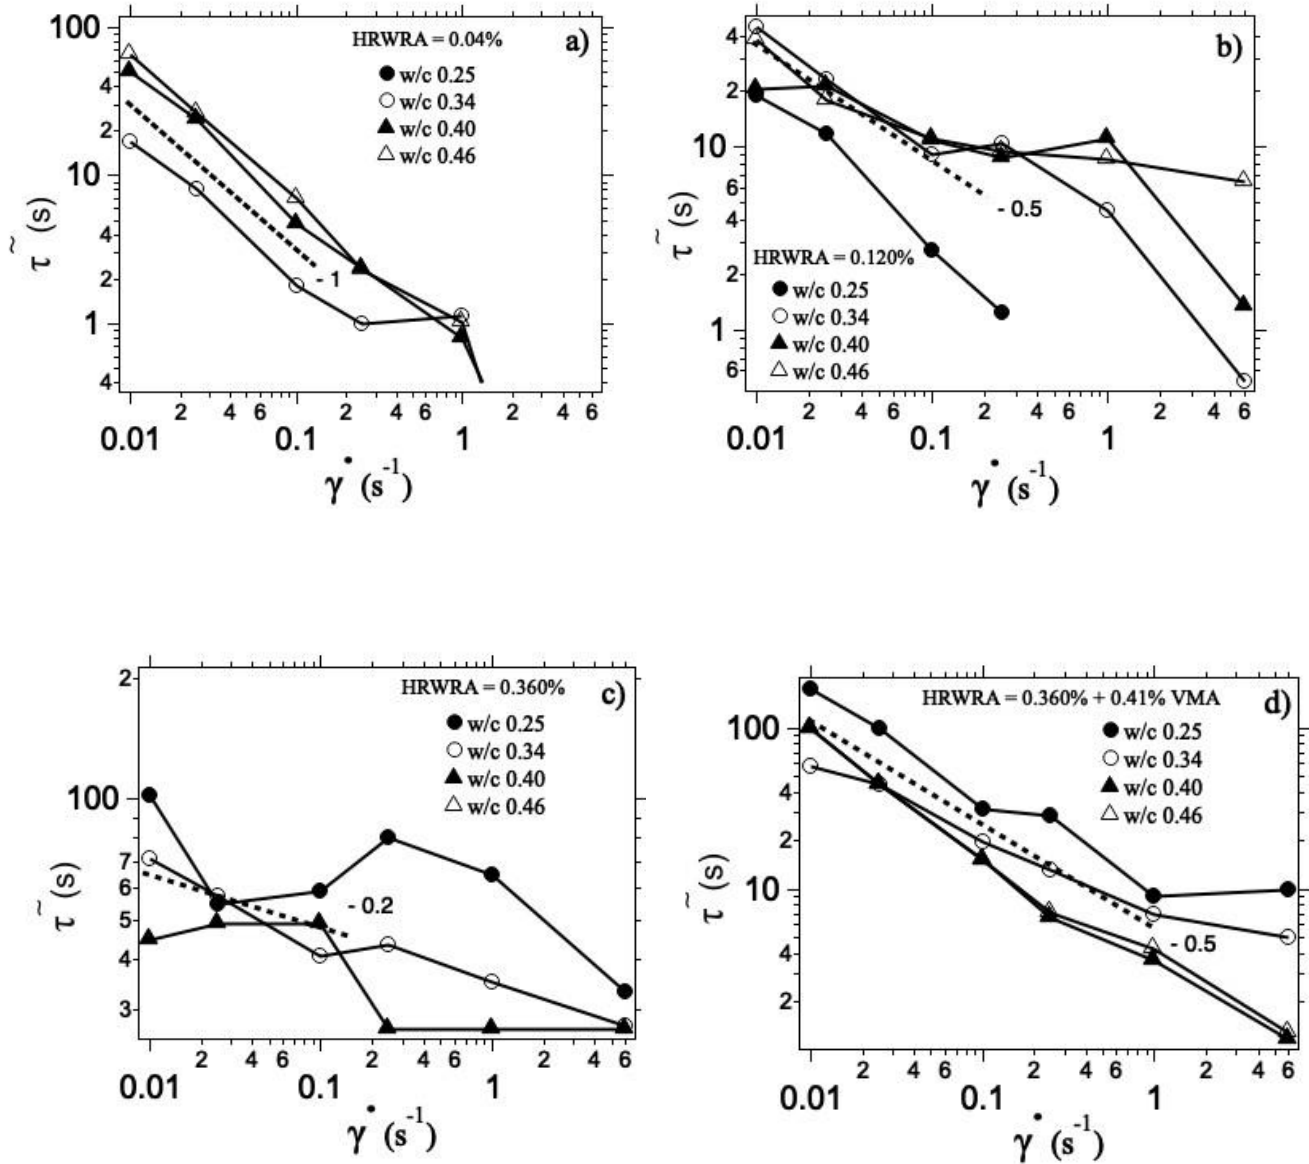 HRWRA = 0.04%
a)
w/c 0.25
w/c 0.34
w/c 0.40
w/c 0.46
100
4
2
10
4
2
1
4
- 1
τ̃ (s)
2 4 6 2 4 6 2 4 6
0.01 0.1 1
γ̇ (s⁻¹)
b)
4
2
10
8
6
4
2
1
8
6
- 0.5
HRWRA = 0.120%
w/c 0.25
w/c 0.34
w/c 0.40
w/c 0.46
τ̃ (s)
2 4 6 2 4 6 2 4 6
0.01 0.1 1
γ̇ (s⁻¹)
HRWRA = 0.360%
c)
w/c 0.25
w/c 0.34
w/c 0.40
w/c 0.46
2
100
8
7
6
5
4
3
- 0.2
τ̃ (s)
2 4 6 2 4 6 2 4 6
0.01 0.1 1
γ̇ (s⁻¹)
HRWRA = 0.360% + 0.41% VMA
d)
w/c 0.25
w/c 0.34
w/c 0.40
w/c 0.46
100
4
2
10
4
2
- 0.5
τ̃ (s)
2 4 6 2 4 6 2 4 6
0.01 0.1 1
γ̇ (s⁻¹)